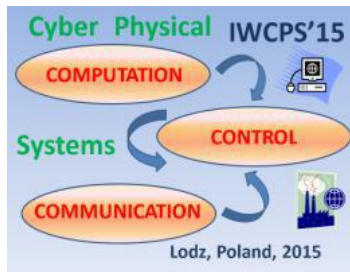 Cyber Physical IWCPS'15
COMPUTATION
CONTROL
Systems
COMMUNICATION
Lodz, Poland, 2015